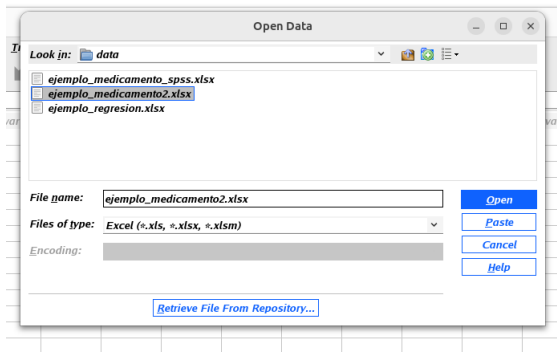 Open Data
Look in: data
ejemplo_medicamento_spss.xlsx
ejemplo_medicamento2.xlsx
ejemplo_regresion.xlsx
File name: ejemplo_medicamento2.xlsx
Open
Files of type: Excel (*.xls, *.xlsx, *.xlsm)
Paste
Encoding:
Cancel
Help
Retrieve File From Repository...